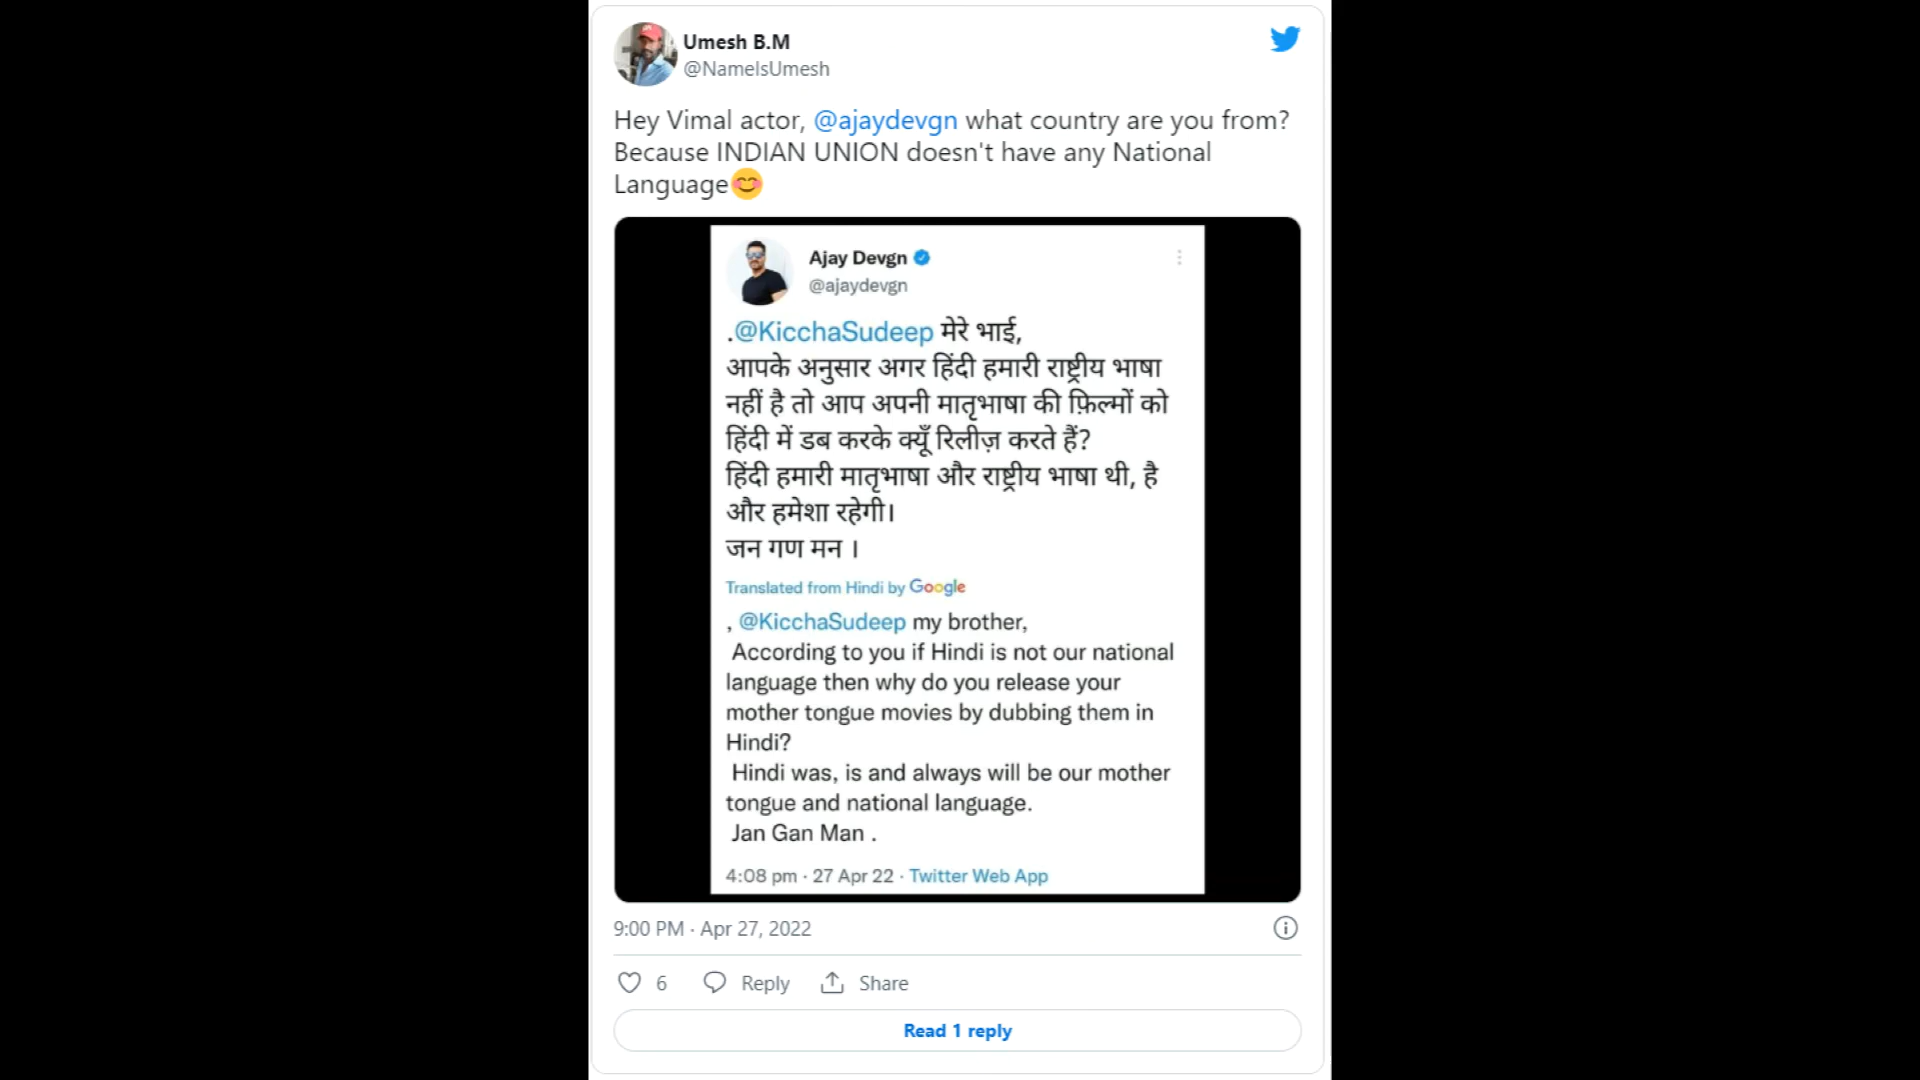 Umesh B.M
@NameIsUmesh
Hey Vimal actor, @ajaydevgn what country are you from?
Because INDIAN UNION doesn't have any National
Language😊
Ajay Devgn
@ajaydevgn
.@KicchaSudeep मेरे भाई,
आपके अनुसार अगर हिंदी हमारी राष्ट्रीय भाषा
नहीं है तो आप अपनी मातृभाषा की फ़िल्मों को
हिंदी में डब करके क्यूँ रिलीज़ करते हैं?
हिंदी हमारी मातृभाषा और राष्ट्रीय भाषा थी, है
और हमेशा रहेगी।
जन गण मन ।
Translated from Hindi by Google
, @KicchaSudeep my brother,
According to you if Hindi is not our national
language then why do you release your
mother tongue movies by dubbing them in
Hindi?
Hindi was, is and always will be our mother
tongue and national language.
Jan Gan Man .
4:08 pm · 27 Apr 22 · Twitter Web App
9:00 PM · Apr 27, 2022
6 Reply Share
Read 1 reply